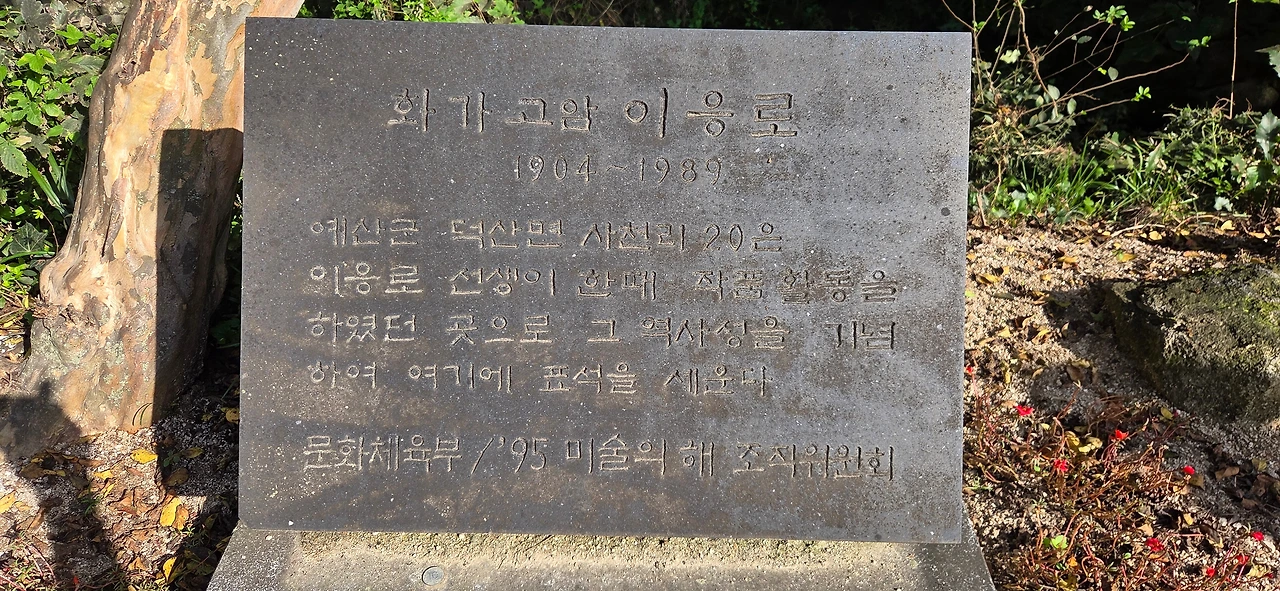 화가 고암 이응로
1904~1989
예산군 덕산면 사천리 20은
이응로 선생이 한때 작품활동을
하였던 곳으로 그 역사성을 기념
하여 여기에 표석을 세운다
문화체육부 / '95 미술의 해 조직위원회